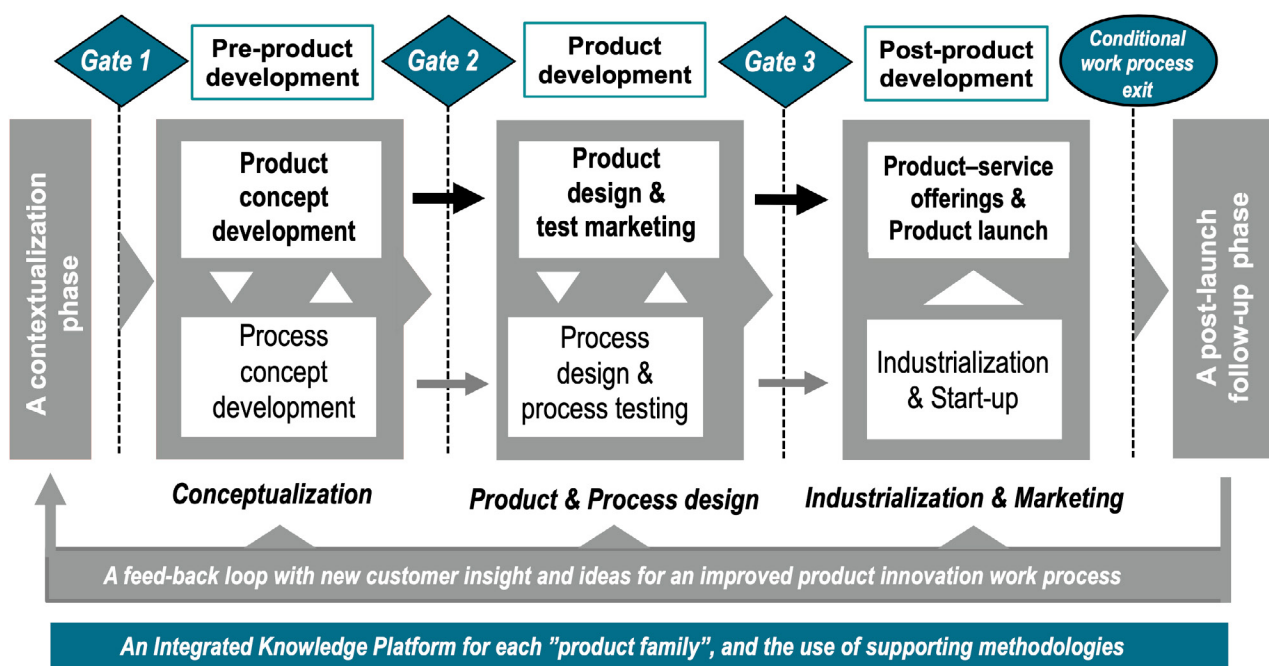 Gate 1
Pre-product
development
Gate 2
Product
development
Gate 3
Post-product
development
Conditional
work process
exit
A contextualization
phase
Product
concept
development
Product
design &
test marketing
Product–service
offerings &
Product launch
Process
concept
development
Process
design &
process testing
Industrialization
& Start-up
A post-launch
follow-up phase
Conceptualization
Product & Process design
Industrialization & Marketing
A feed-back loop with new customer insight and ideas for an improved product innovation work process
An Integrated Knowledge Platform for each ”product family”, and the use of supporting methodologies